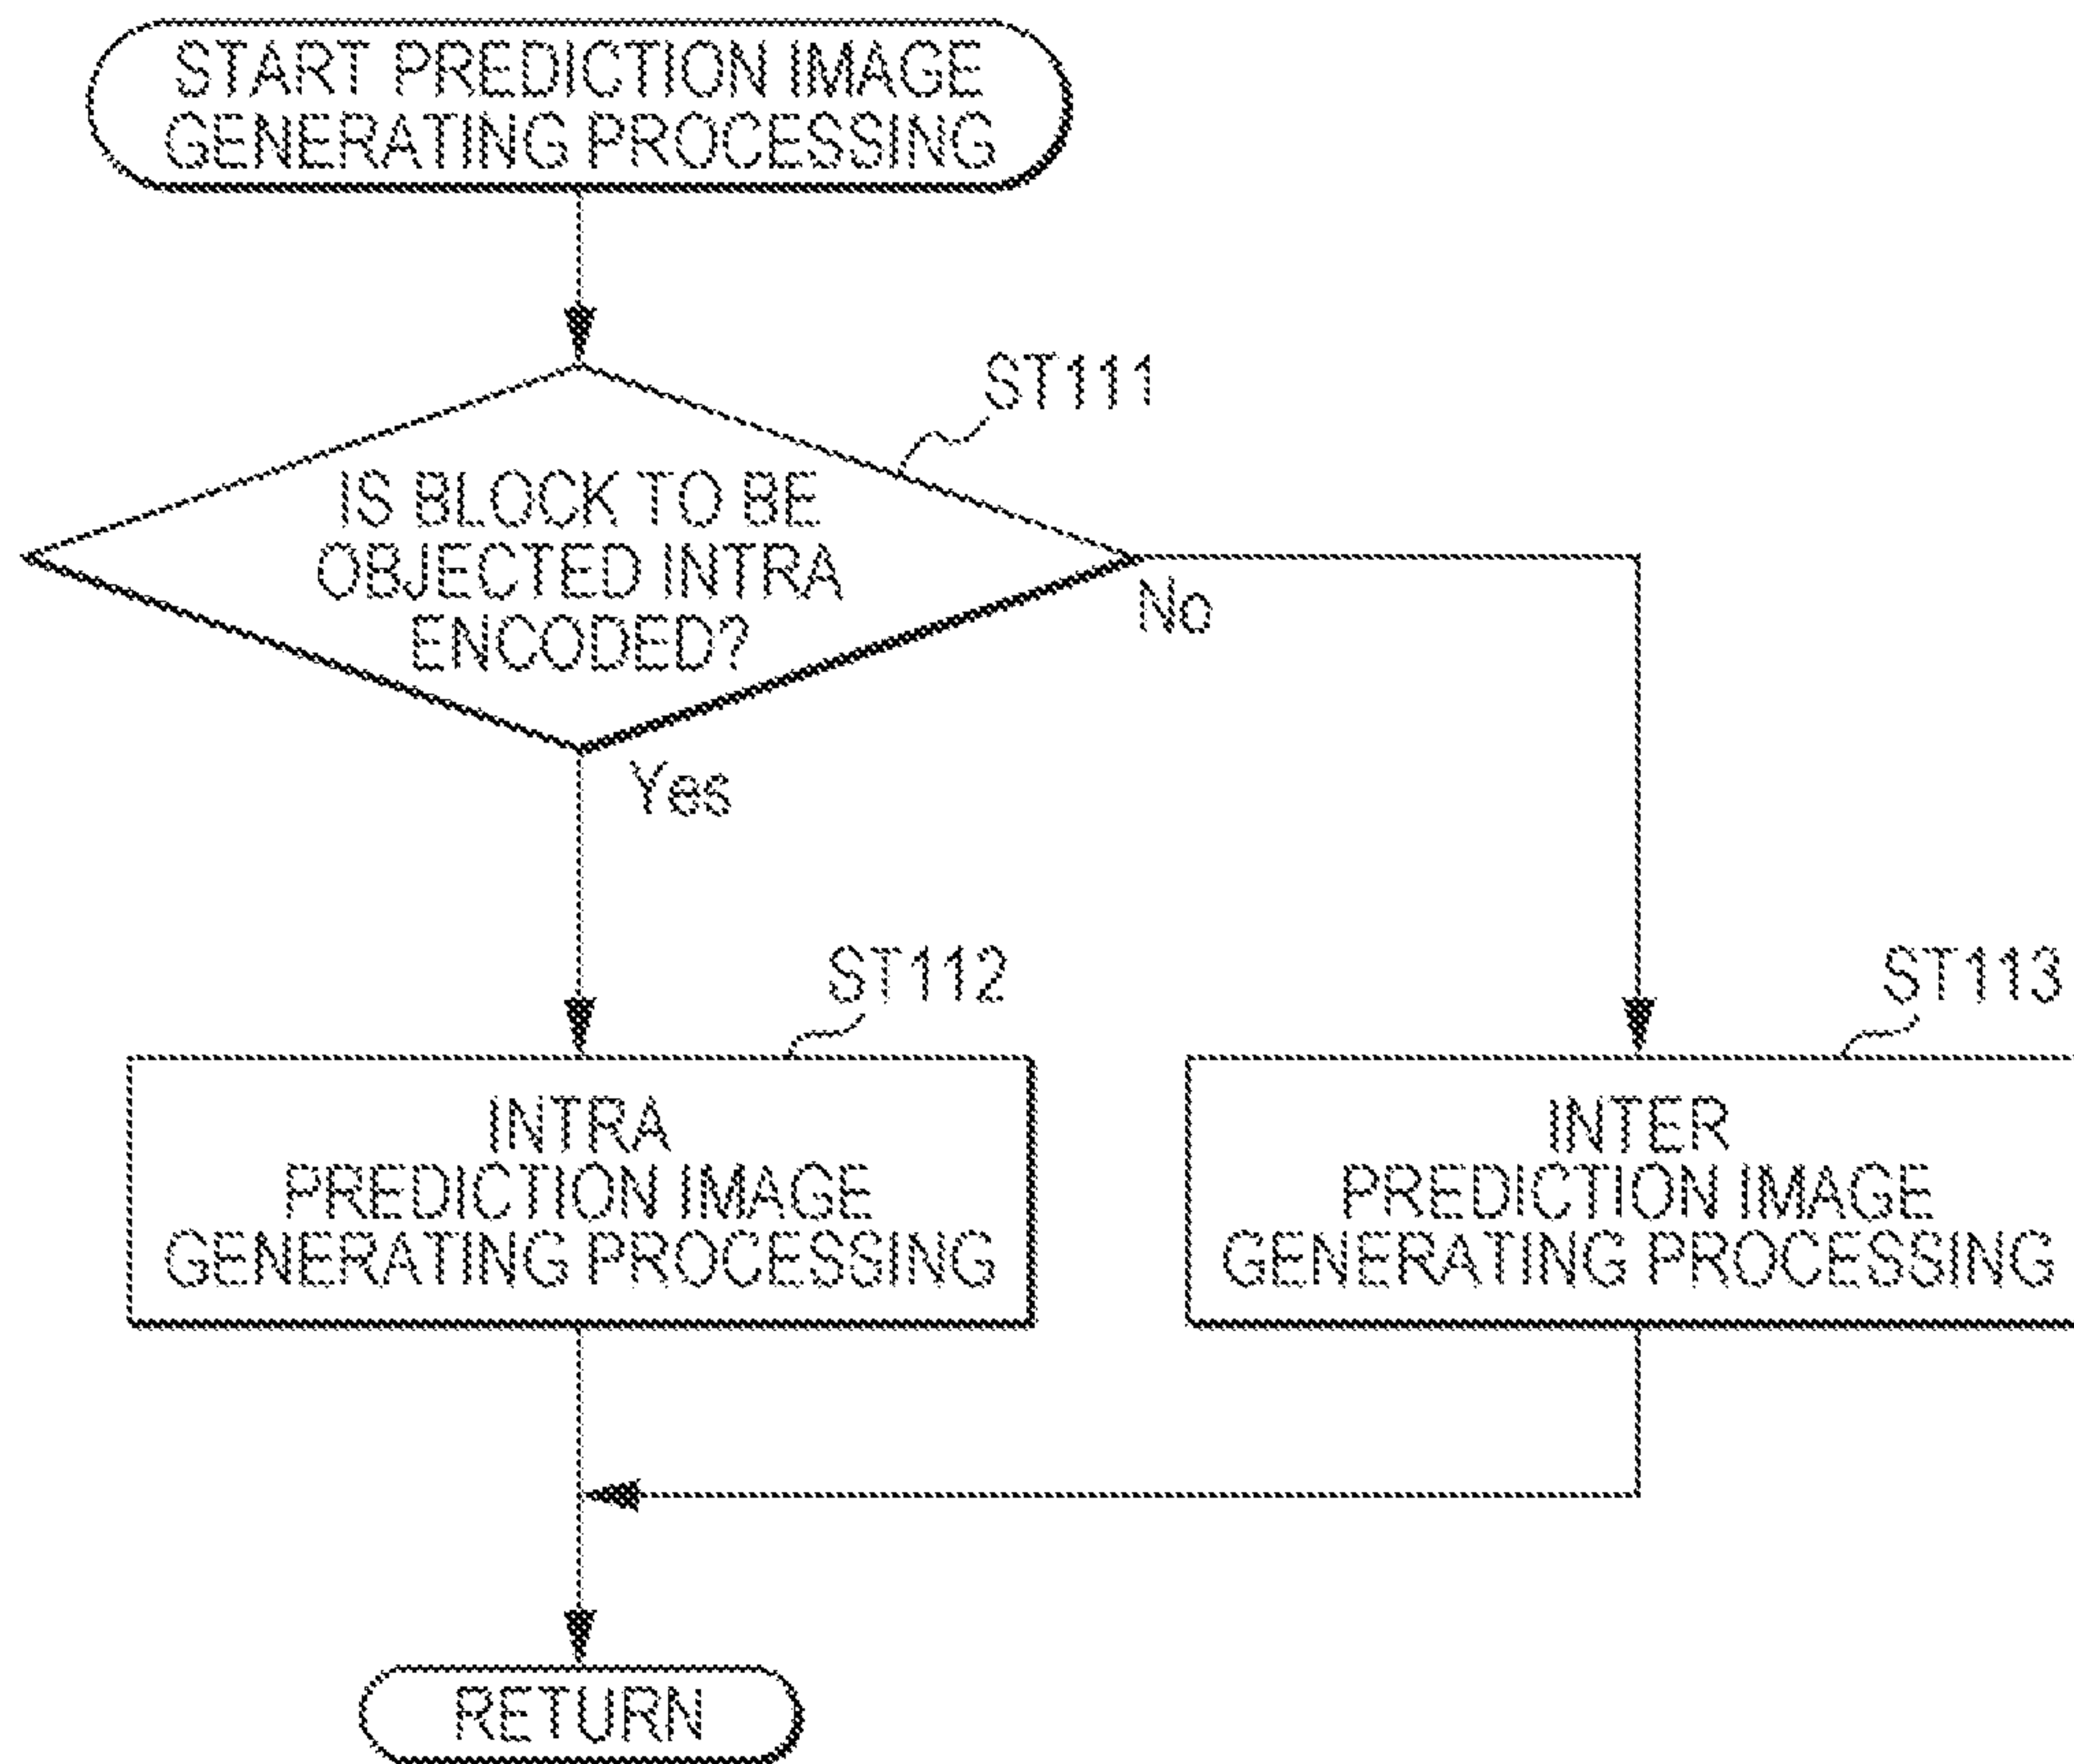 START PREDICTION IMAGE
GENERATING PROCESSING
ST111
IS BLOCK TO BE
OBJECTED INTRA
ENCODED?
No
Yes
ST112
ST113
INTRA
PREDICTION IMAGE
GENERATING PROCESSING
INTER
PREDICTION IMAGE
GENERATING PROCESSING
RETURN